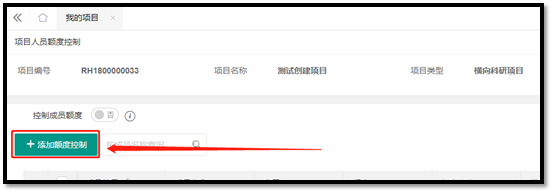 我的项目
项目人员额度控制
项目编号 RH1800000033 项目名称 测试创建项目 项目类型 横向科研项目
控制成员额度 否
+ 添加额度控制